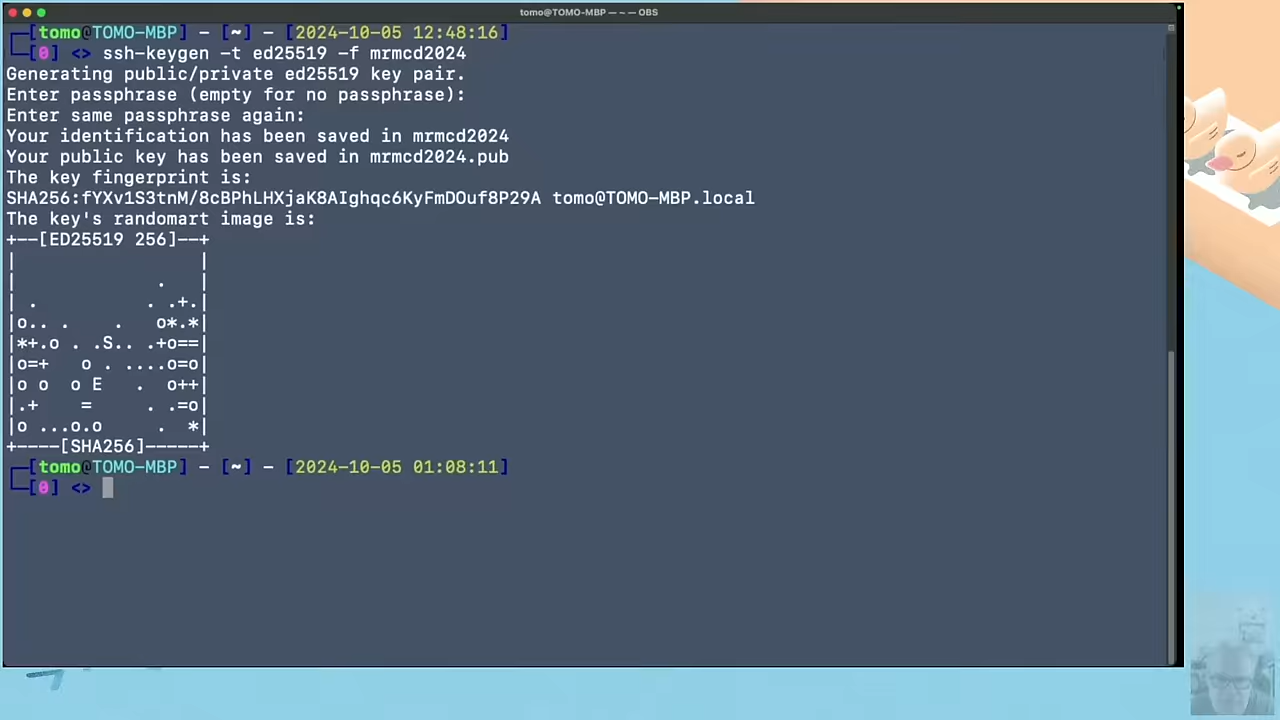 tomo@TOMO-MBP — ~ — OBS
┌─[tomo@TOMO-MBP] - [~] - [2024-10-05 12:48:16]
└─[0] <> ssh-keygen -t ed25519 -f mrmcd2024
Generating public/private ed25519 key pair.
Enter passphrase (empty for no passphrase):
Enter same passphrase again:
Your identification has been saved in mrmcd2024
Your public key has been saved in mrmcd2024.pub
The key fingerprint is:
SHA256:fYXv1S3tnM/8cBPhLHXjaK8AIghqc6KyFmDOuf8P29A tomo@TOMO-MBP.local
The key's randomart image is:
+--[ED25519 256]--+
|                 |
|             .   |
| .          . .+.|
|o.. .    .   o*.*|
|*+.o . .S.. .+o==|
|o=+   o . ....o=o|
|o o  o E   .  o++|
|.+    =     . .=o|
|o ...o.o     .  *|
+----[SHA256]-----+
┌─[tomo@TOMO-MBP] - [~] - [2024-10-05 01:08:11]
└─[0] <>